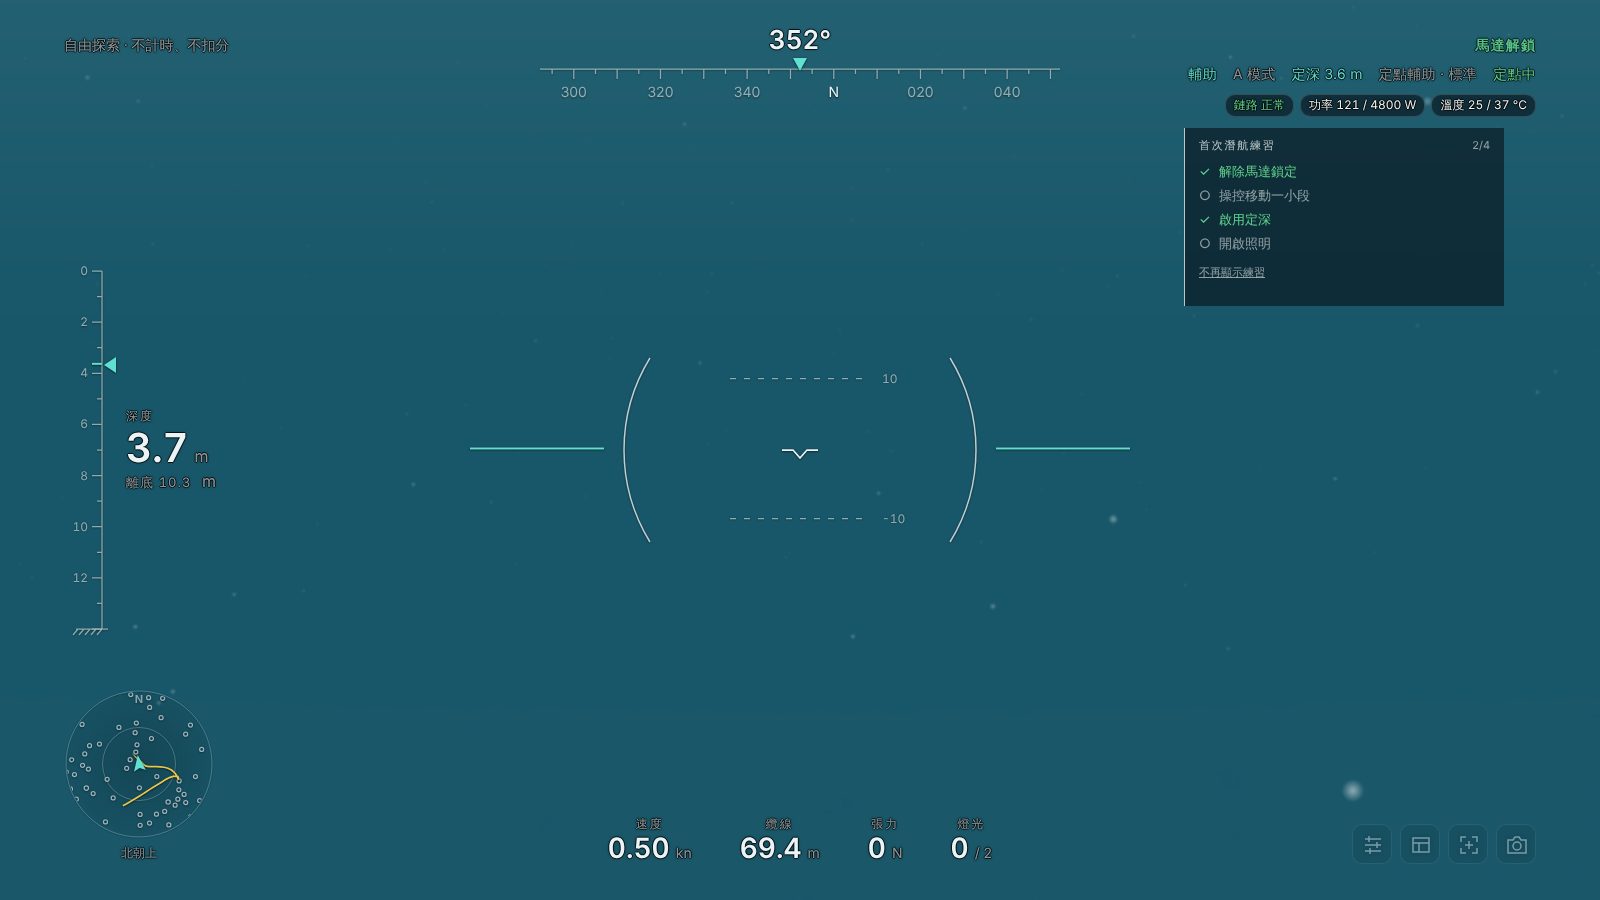 自由探索 · 不計時、不扣分
352°
300 320 340 N 020 040
馬達解鎖
輔助 A 模式 定深 3.6 m 定點輔助 · 標準 定點中
鏈路 正常 功率 121 / 4800 W 溫度 25 / 37 °C
首次潛航練習 2/4
解除馬達鎖定
操控移動一小段
啟用定深
開啟照明
不再顯示練習
0
2
4
6
8
10
12
深度
3.7 m
離底 10.3 m
10
-10
N
北朝上
速度 纜線 張力 燈光
0.50 kn 69.4 m 0 N 0 / 2